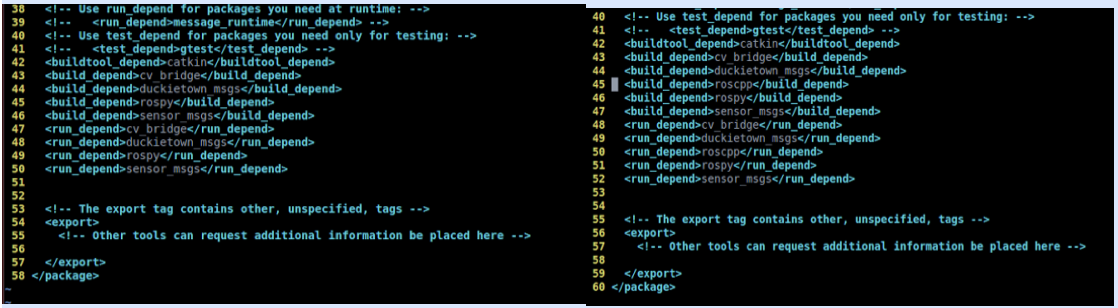 38 <!-- Use run_depend for packages you need at runtime: -->
39 <!-- <run_depend>message_runtime</run_depend> -->
40 <!-- Use test_depend for packages you need only for testing: -->
41 <!-- <test_depend>gtest</test_depend> -->
42 <buildtool_depend>catkin</buildtool_depend>
43 <build_depend>cv_bridge</build_depend>
44 <build_depend>duckietown_msgs</build_depend>
45 <build_depend>rospy</build_depend>
46 <build_depend>sensor_msgs</build_depend>
47 <run_depend>cv_bridge</run_depend>
48 <run_depend>duckietown_msgs</run_depend>
49 <run_depend>rospy</run_depend>
50 <run_depend>sensor_msgs</run_depend>
51
52
53 <!-- The export tag contains other, unspecified, tags -->
54 <export>
55 <!-- Other tools can request additional information be placed here -->
56
57 </export>
58 </package>
~
~
40 <!-- Use test_depend for packages you need only for testing: -->
41 <!-- <test_depend>gtest</test_depend> -->
42 <buildtool_depend>catkin</buildtool_depend>
43 <build_depend>cv_bridge</build_depend>
44 <build_depend>duckietown_msgs</build_depend>
45 <build_depend>roscpp</build_depend>
46 <build_depend>rospy</build_depend>
47 <build_depend>sensor_msgs</build_depend>
48 <run_depend>cv_bridge</run_depend>
49 <run_depend>duckietown_msgs</run_depend>
50 <run_depend>roscpp</run_depend>
51 <run_depend>rospy</run_depend>
52 <run_depend>sensor_msgs</run_depend>
53
54
55 <!-- The export tag contains other, unspecified, tags -->
56 <export>
57 <!-- Other tools can request additional information be placed here -->
58
59 </export>
60 </package>